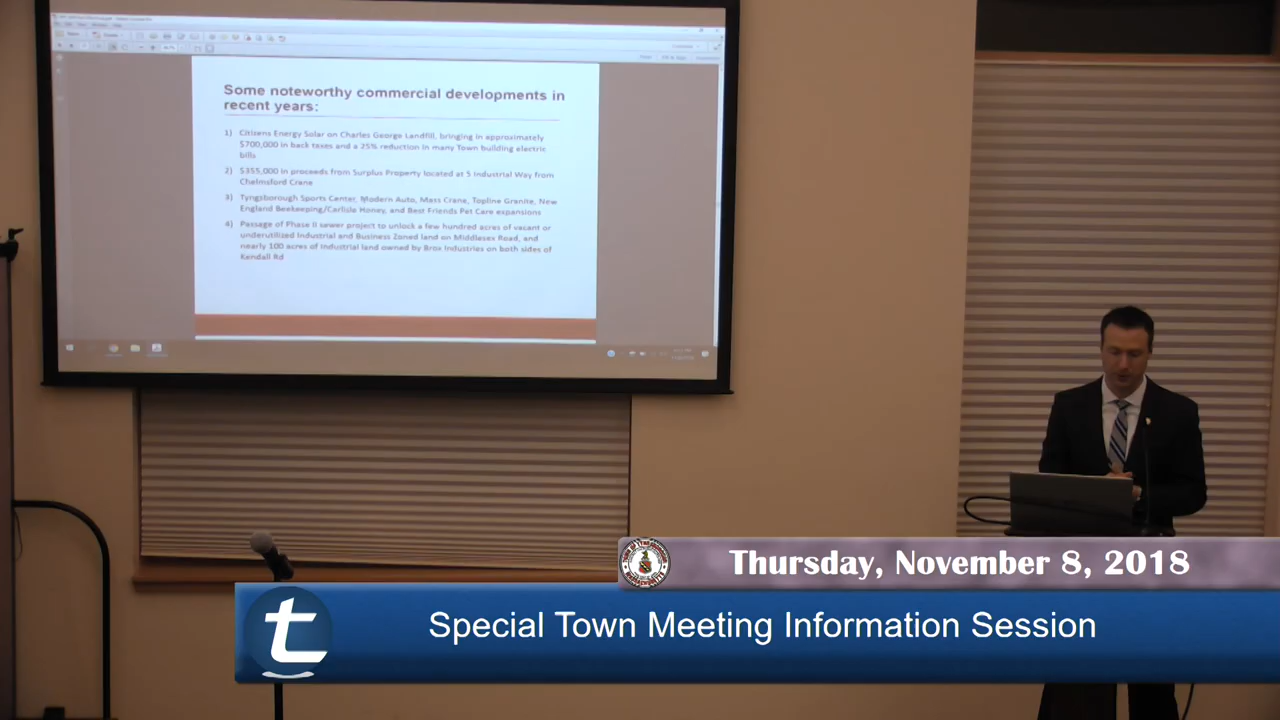 Some noteworthy commercial developments in
recent years:
1) Citizens Energy Solar on Charles George Landfill, bringing in approximately
$700,000 in back taxes and a 25% reduction in many Town building electric
bills
2) $355,000 in proceeds from Surplus Property located at 5 Industrial Way from
Chelmsford Crane
3) Tyngsborough Sports Center, Modern Auto, Mass Crane, Topline Granite, New
England Beekeeping/Carlisle Honey, and Best Friends Pet Care expansions
4) Passage of Phase II sewer project to unlock a few hundred acres of vacant or
underutilized Industrial and Business Zoned land on Middlesex Road, and
nearly 100 acres of Industrial land owned by Brox Industries on both sides of
Kendall Rd
Thursday, November 8, 2018
t
Special Town Meeting Information Session